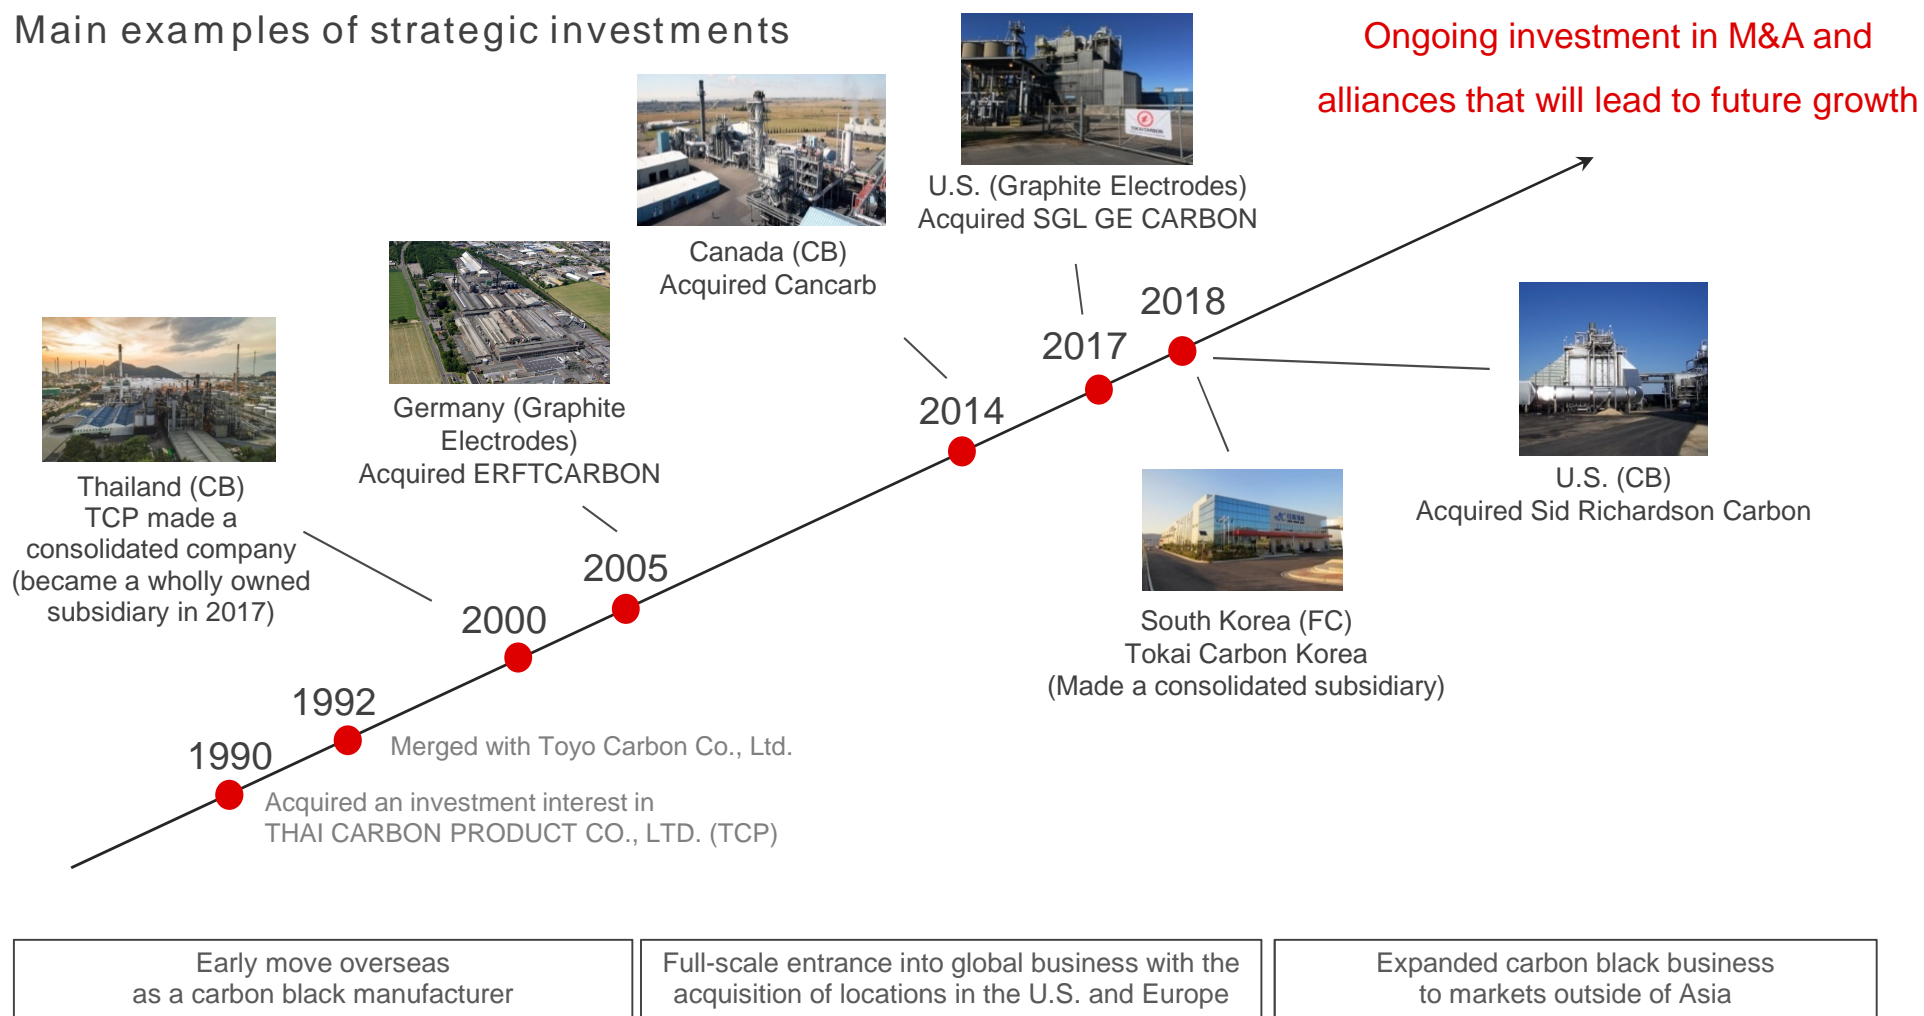 Main examples of strategic investments
Ongoing investment in M&A and
alliances that will lead to future growth
TOKAI CARBON
U.S. (Graphite Electrodes)
Acquired SGL GE CARBON
Canada (CB)
Acquired Cancarb
Germany (Graphite
Electrodes)
Acquired ERFTCARBON
Thailand (CB)
TCP made a
consolidated company
(became a wholly owned
subsidiary in 2017)
2018
2017
2014
2005
2000
1992
1990
U.S. (CB)
Acquired Sid Richardson Carbon
South Korea (FC)
Tokai Carbon Korea
(Made a consolidated subsidiary)
Merged with Toyo Carbon Co., Ltd.
Acquired an investment interest in
THAI CARBON PRODUCT CO., LTD. (TCP)
Early move overseas
as a carbon black manufacturer
Full-scale entrance into global business with the
acquisition of locations in the U.S. and Europe
Expanded carbon black business
to markets outside of Asia